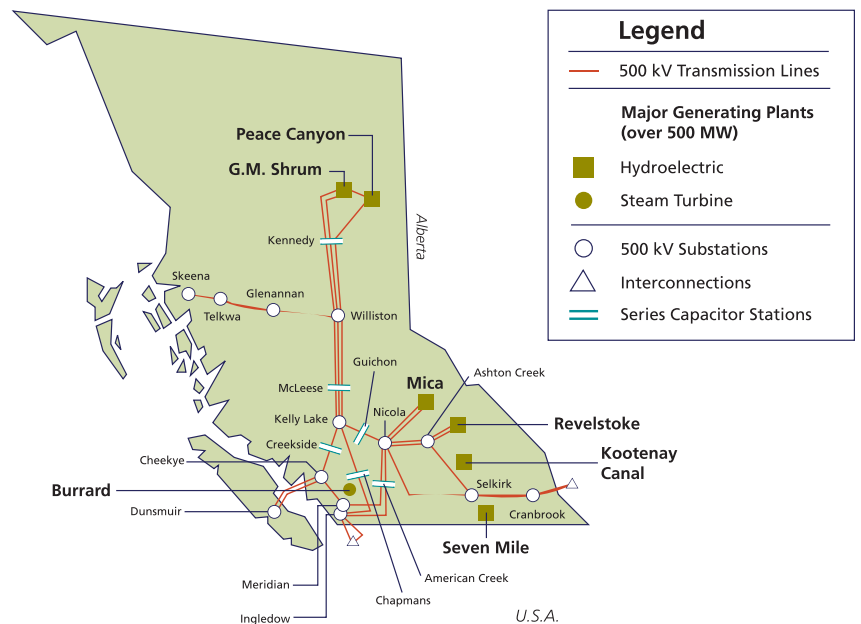 Legend
500 kV Transmission Lines
Major Generating Plants
(over 500 MW)
Hydroelectric
Steam Turbine
500 kV Substations
Interconnections
Series Capacitor Stations
Peace Canyon
G.M. Shrum
Alberta
Kennedy
Skeena
Glenannan
Telkwa
Williston
Guichon
Ashton Creek
McLeese
Mica
Nicola
Kelly Lake
Revelstoke
Creekside
Kootenay
Canal
Cheekye
Selkirk
Burrard
Dunsmuir
Cranbrook
Seven Mile
American Creek
Meridian
Chapmans
Ingledow
U.S.A.